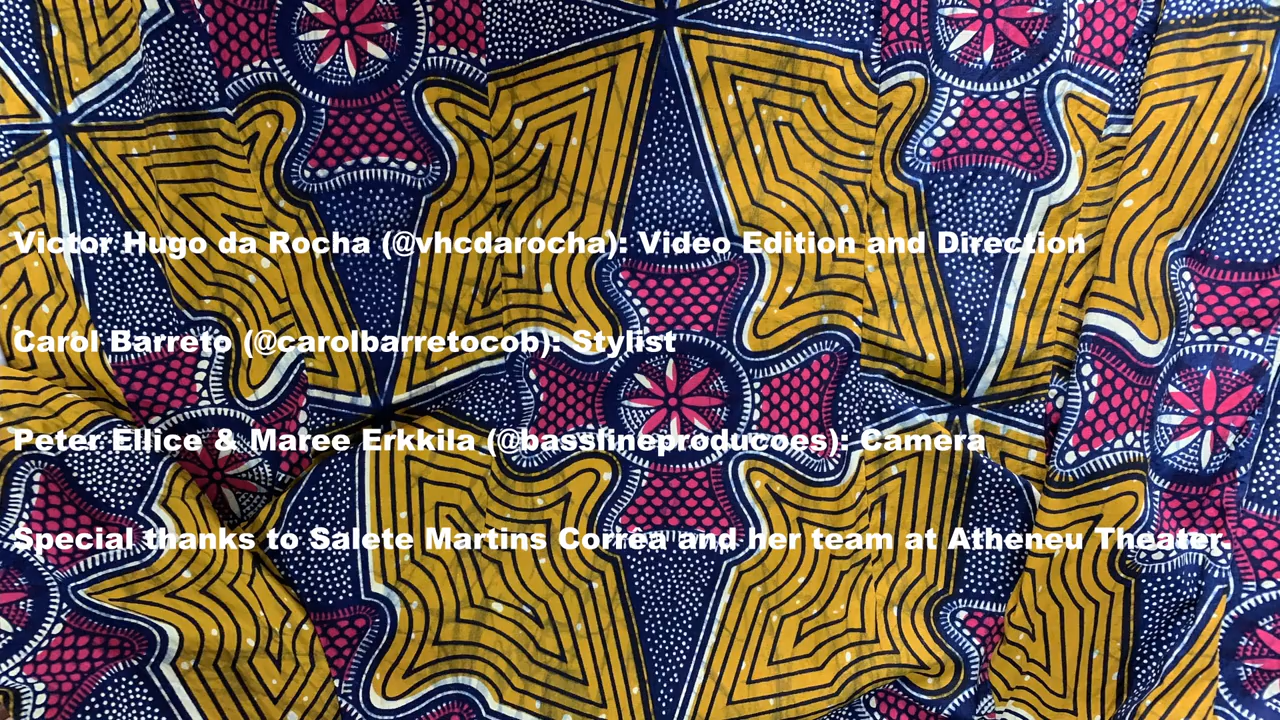 Victor Hugo da Rocha (@vhcdarocha): Video Edition and Direction
Carol Barreto (@carolbarretocob): Stylist
Peter Ellice & Maree Erkkila (@basslineproducoes): Camera
Special thanks to Salete Martins Corrêa and her team at Atheneu Theater.